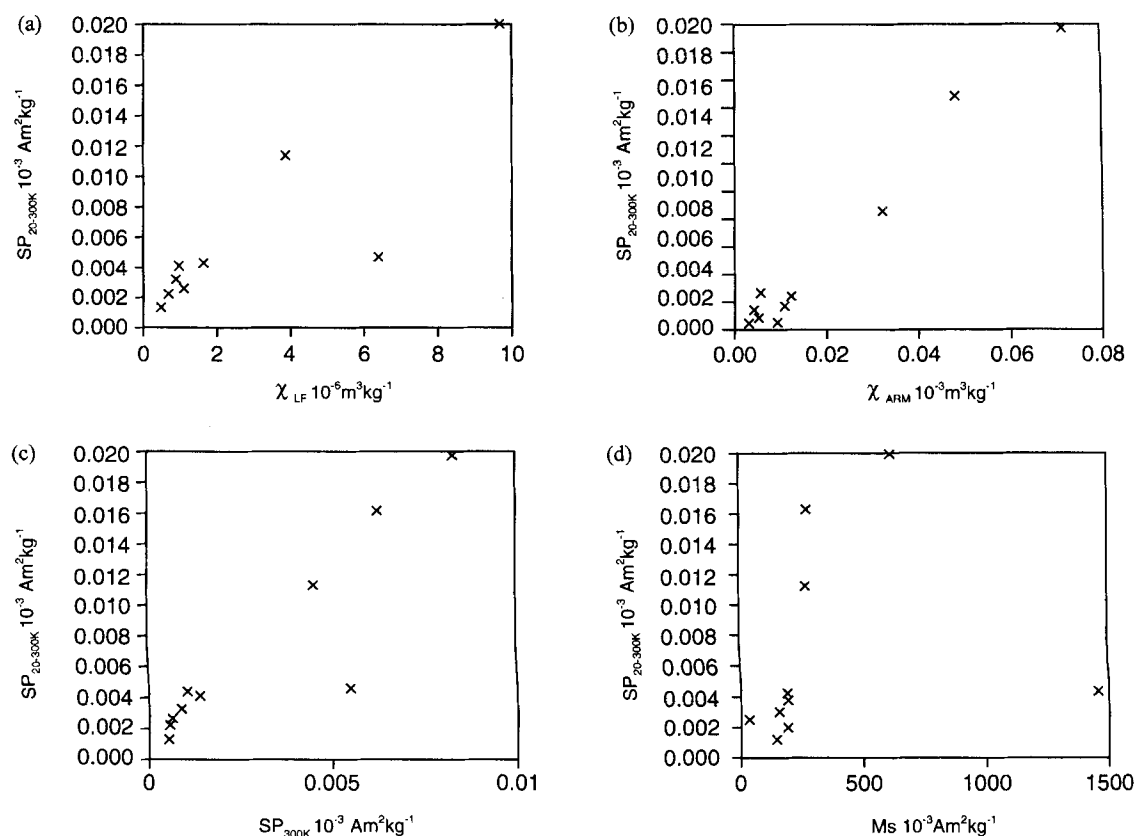 (a)
SP20-300K 10⁻³ Am²kg⁻¹
0.020
0.018
0.016
0.014
0.012
0.010
0.008
0.006
0.004
0.002
0.000
0 2 4 6 8 10
χ LF 10⁻⁶m³kg⁻¹
(b)
SP20-300K 10⁻³ Am²kg⁻¹
0.020
0.018
0.016
0.014
0.012
0.010
0.008
0.006
0.004
0.002
0.000
0.00 0.02 0.04 0.06 0.08
χ ARM 10⁻³m³kg⁻¹
(c)
SP20-300K 10⁻³ Am²kg⁻¹
0.020
0.018
0.016
0.014
0.012
0.010
0.008
0.006
0.004
0.002
0.000
0 0.005 0.01
SP300K 10⁻³ Am²kg⁻¹
(d)
SP20-300K 10⁻³ Am²kg⁻¹
0.020
0.018
0.016
0.014
0.012
0.010
0.008
0.006
0.004
0.002
0.000
0 500 1000 1500
Ms 10⁻³Am²kg⁻¹